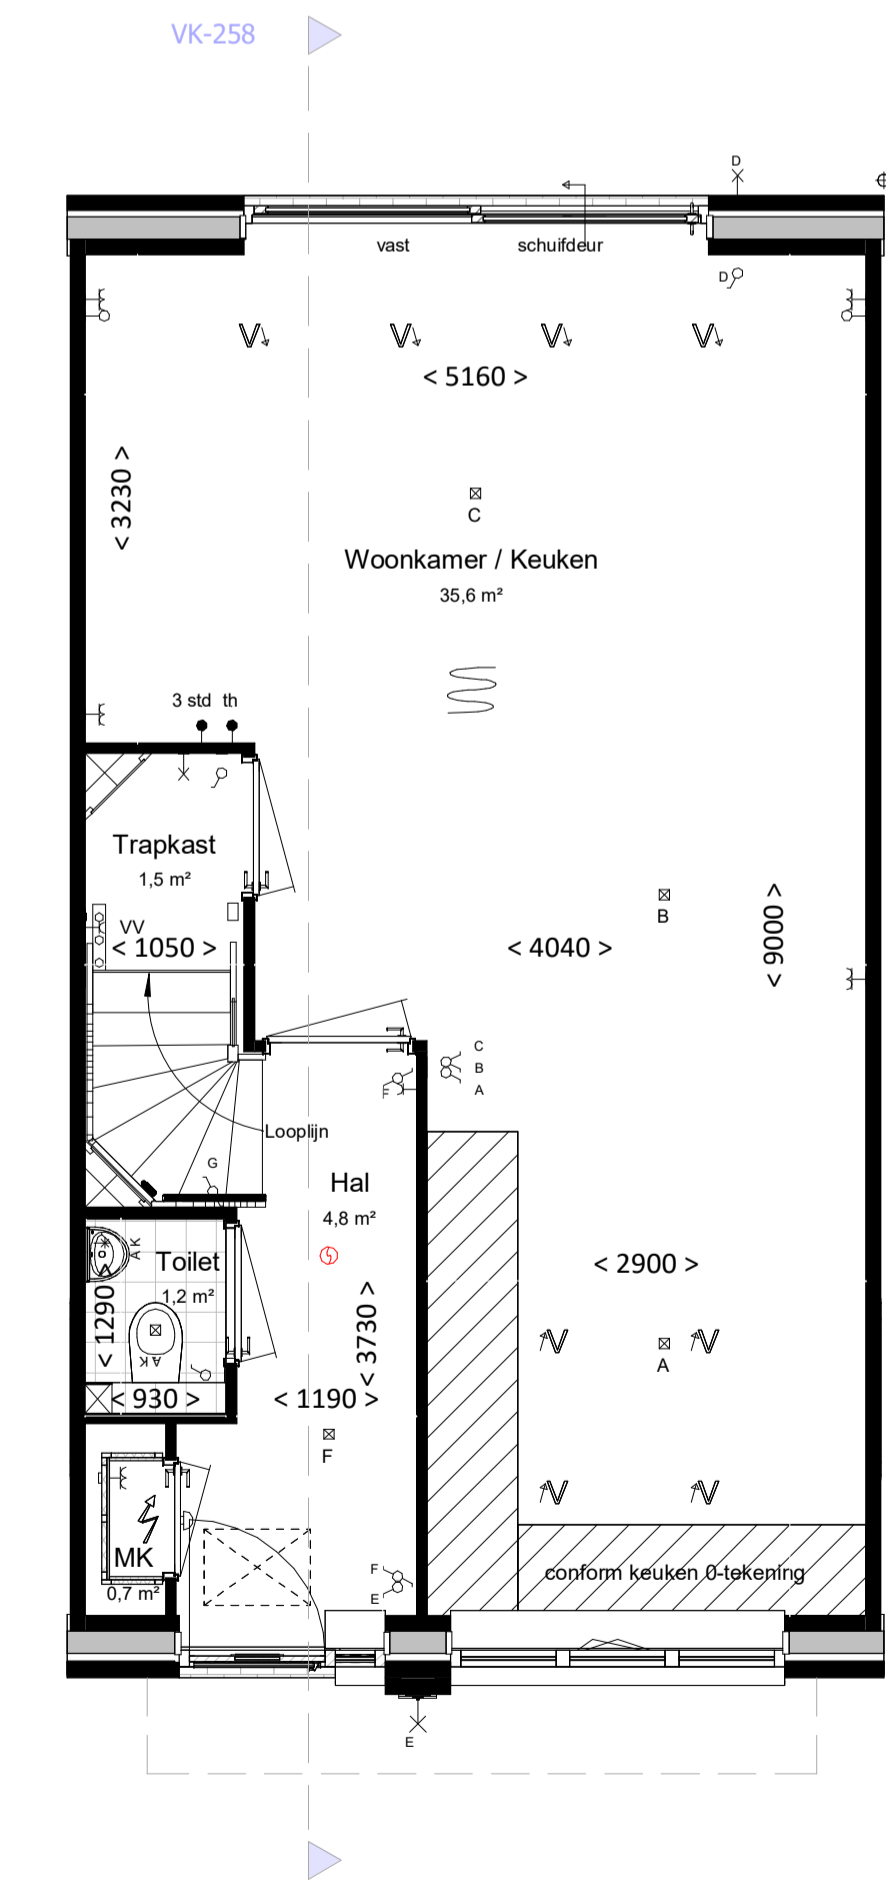 VK-258
D
vast
schuifdeur
D
V
V
V
V
< 5160 >
< 3230 >
C
Woonkamer / Keuken
35,6 m²
3 std
th
Trapkast
1,5 m²
B
VV
< 1050 >
< 4040 >
< 9000 >
C
B
A
F
Looplijn
G
Hal
4,8 m²
A K
Toilet
1,2 m²
< 1290 >
< 2900 >
V
V
A
A K
< 3730 >
< 930 >
< 1190 >
F
V
V
MK
0,7 m²
F
E
conform keuken 0-tekening
E